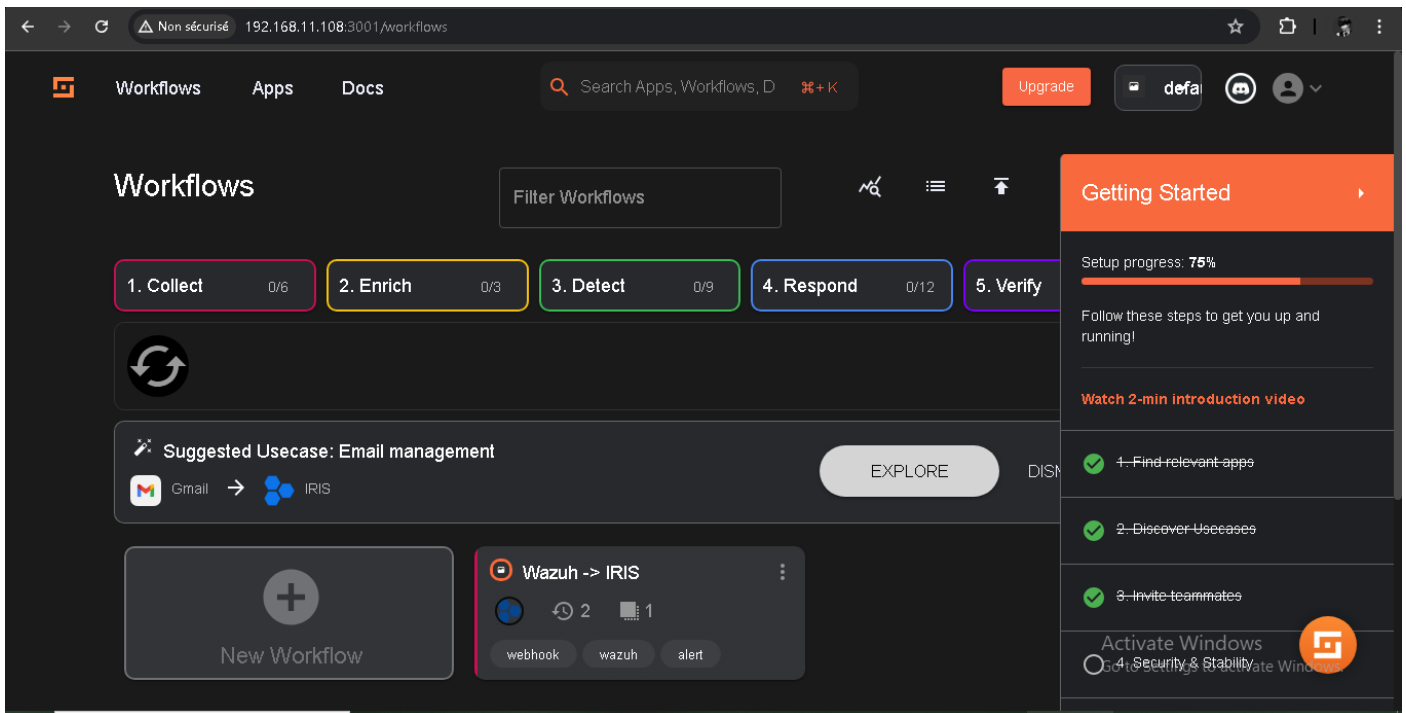 Non sécurisé 192.168.11.108:3001/workflows
Workflows Apps Docs
Search Apps, Workflows, D ⌘+K
Upgrade
defa
Workflows
Filter Workflows
1. Collect 0/6
2. Enrich 0/3
3. Detect 0/9
4. Respond 0/12
5. Verify
Suggested Usecase: Email management
Gmail → IRIS
EXPLORE
DISM
New Workflow
Wazuh -> IRIS
2 1
webhook wazuh alert
Getting Started
Setup progress: 75%
Follow these steps to get you up and
running!
Watch 2-min introduction video
1. Find relevant apps
2. Discover Usecases
3. Invite teammates
4. Security & Stability
Activate Windows
Go to Settings to activate Windows.